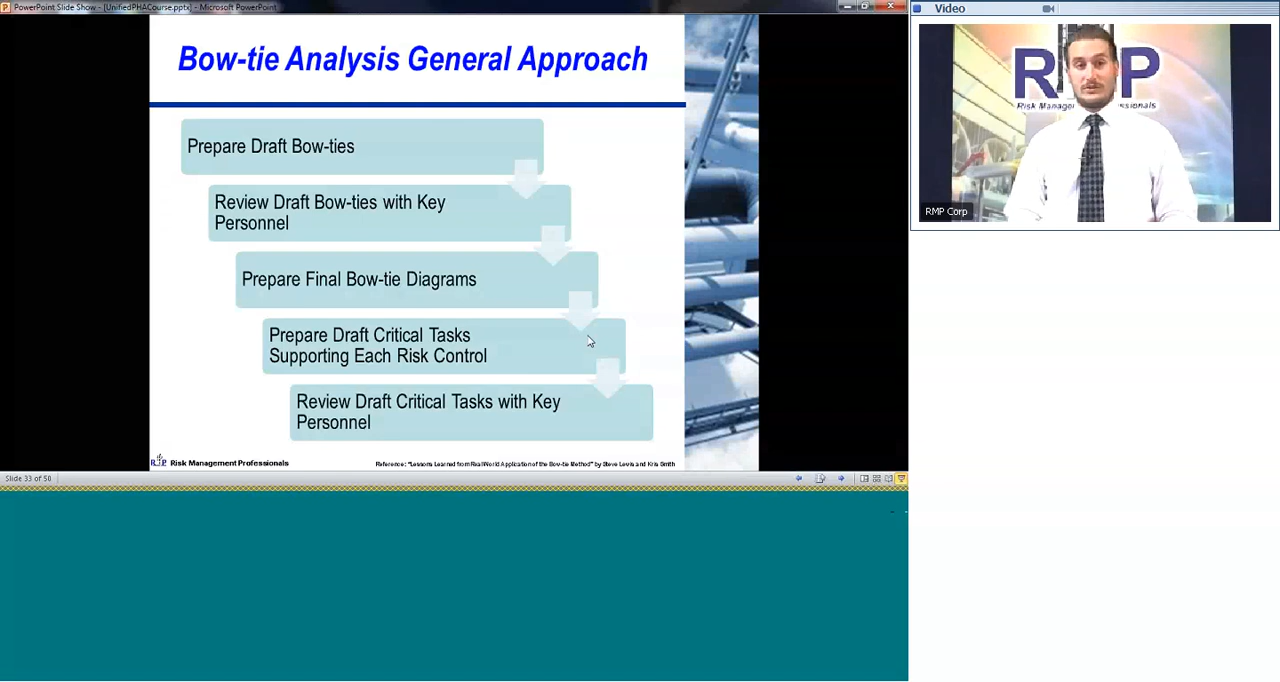 PowerPoint Slide Show - [UnifiedPHACourse.pptx] - Microsoft PowerPoint
Video
Bow-tie Analysis General Approach
Prepare Draft Bow-ties
Review Draft Bow-ties with Key
Personnel
Prepare Final Bow-tie Diagrams
Prepare Draft Critical Tasks
Supporting Each Risk Control
Review Draft Critical Tasks with Key
Personnel
Risk Management Professionals
Reference: "Lessons Learned from Real World Application of the Bow-tie Method" by Steve Lewis and Kris Smith
Slide 33 of 50
RMP Corp